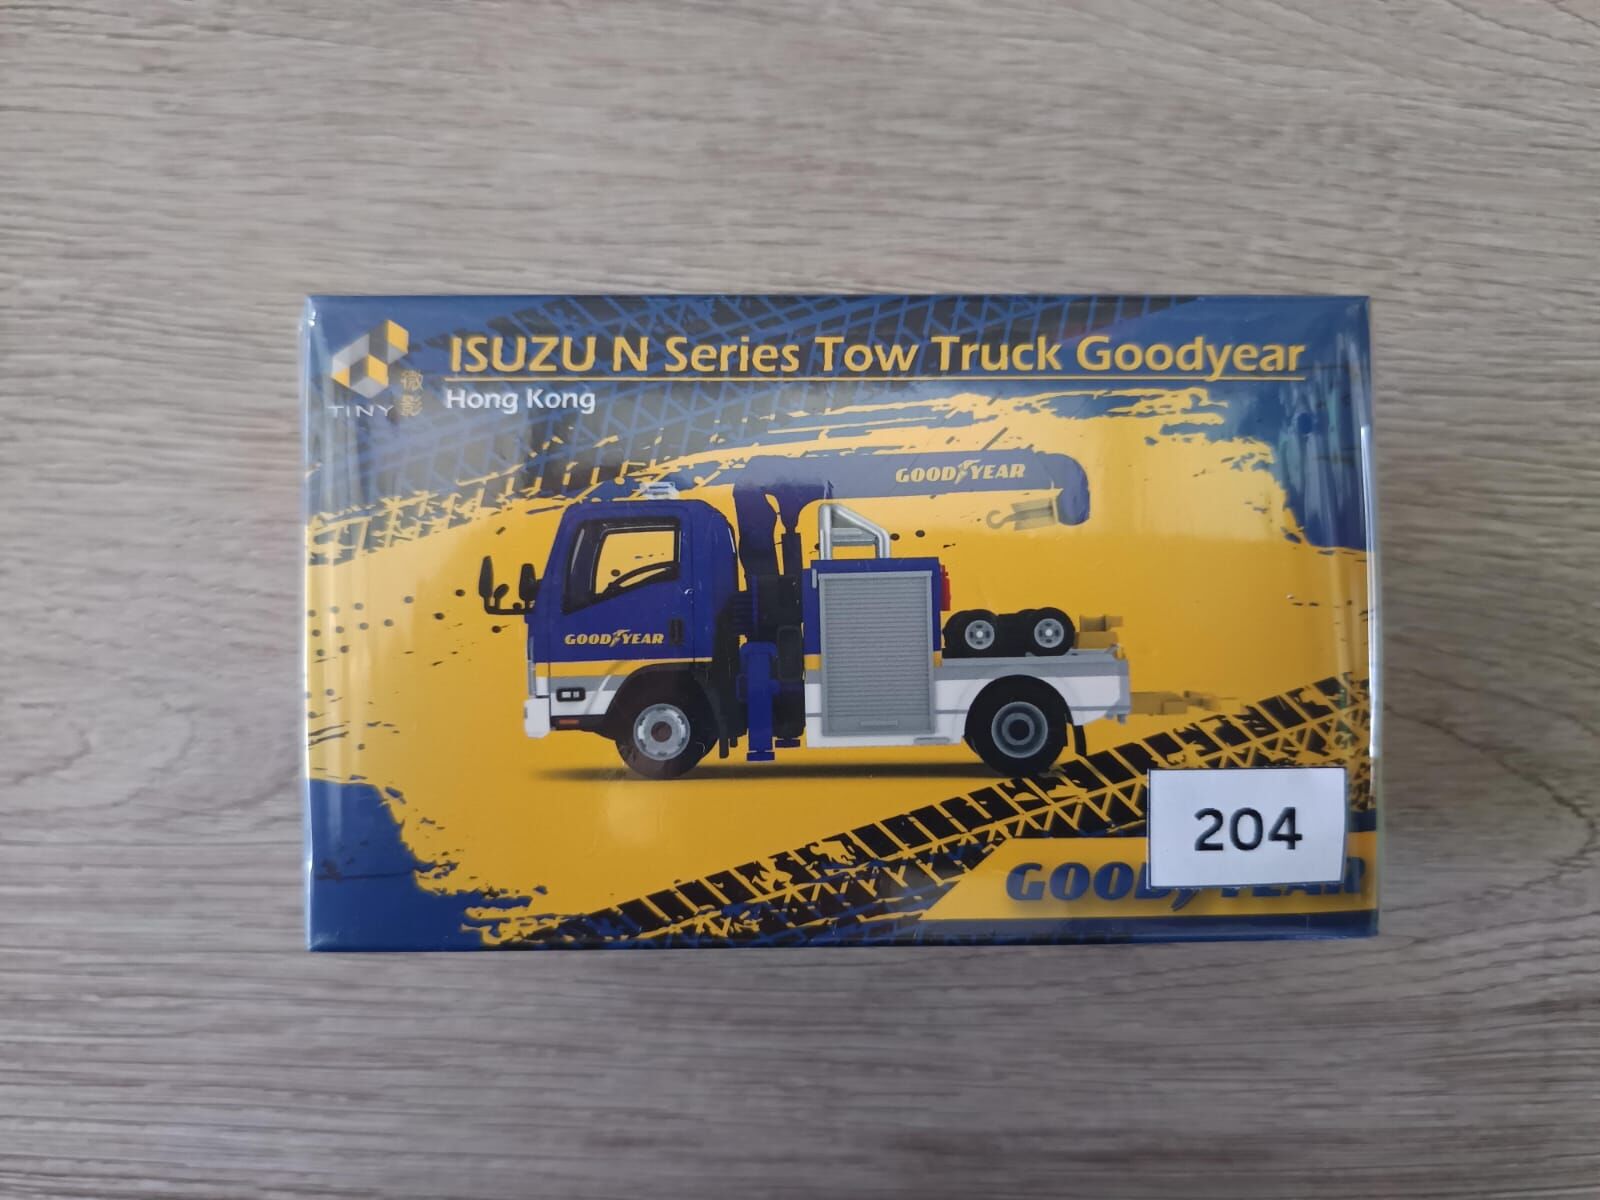 ISUZU N Series Tow Truck Goodyear
TINY 微影
Hong Kong
GOODYEAR
GOODYEAR
204
GOODYEAR